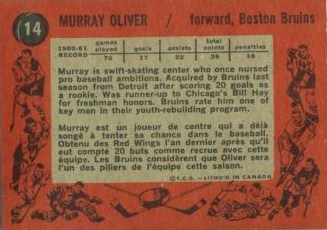 14 MURRAY OLIVER / forward, Boston Bruins
1960-61 RECORD games played 70 goals 17 assists 22 total points 39 penalties 16
Murray is swift-skating center who once nursed
pro baseball ambitions. Acquired by Bruins last
season from Detroit after scoring 20 goals as
a rookie. Was runner-up to Chicago's Bill Hay
for freshman honors. Bruins rate him one of
key men in their youth-rebuilding program.
Murray est un joueur de centre qui a déjà
songé à tenter sa chance dans le baseball.
Obtenu des Red Wings l'an dernier après qu'il
eut compté 20 buts comme recrue avec cette
équipe. Les Bruins considèrent que Oliver sera
l'un des piliers de l'équipe cette saison.
©T.C.G. - LITHO'D IN CANADA